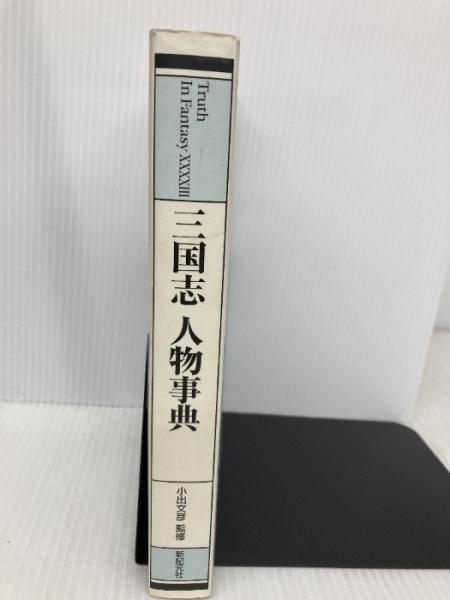 Truth
In Fantasy XXXXIII
三国志 人物事典
小出文彦 監修
新紀元社